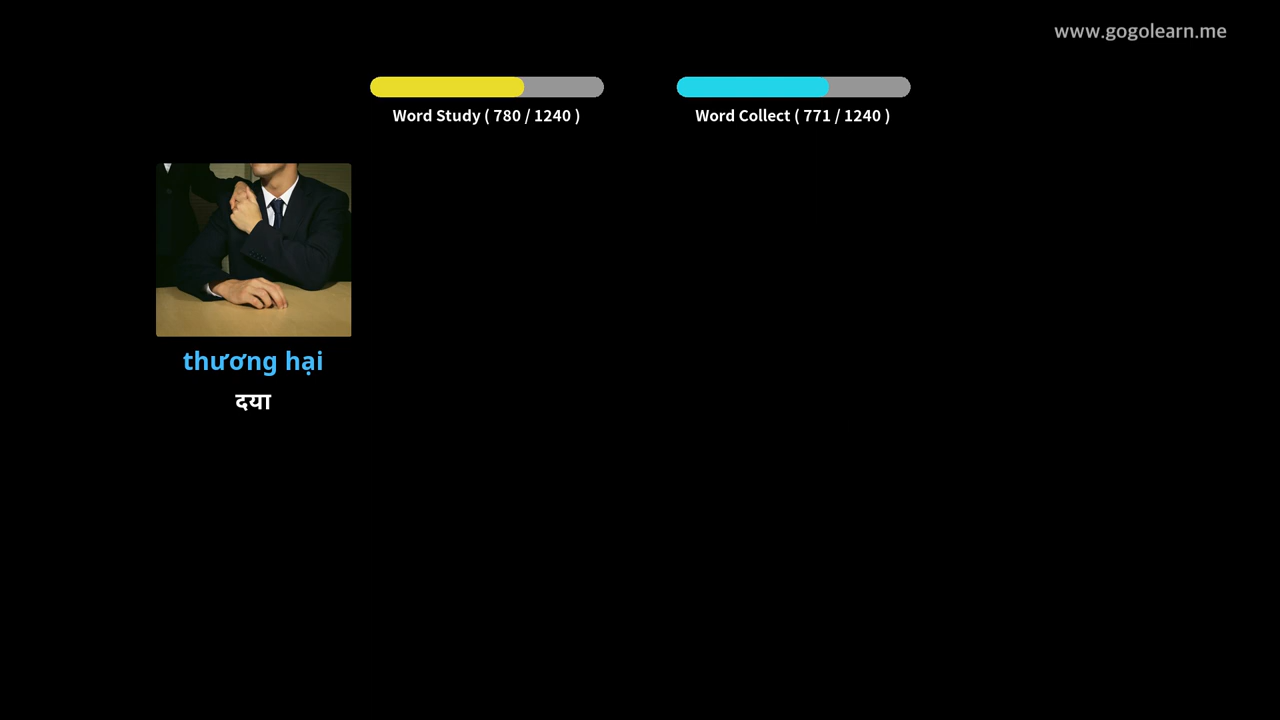 www.gogolearn.me
Word Study ( 780 / 1240 )
Word Collect ( 771 / 1240 )
thương hại
दया